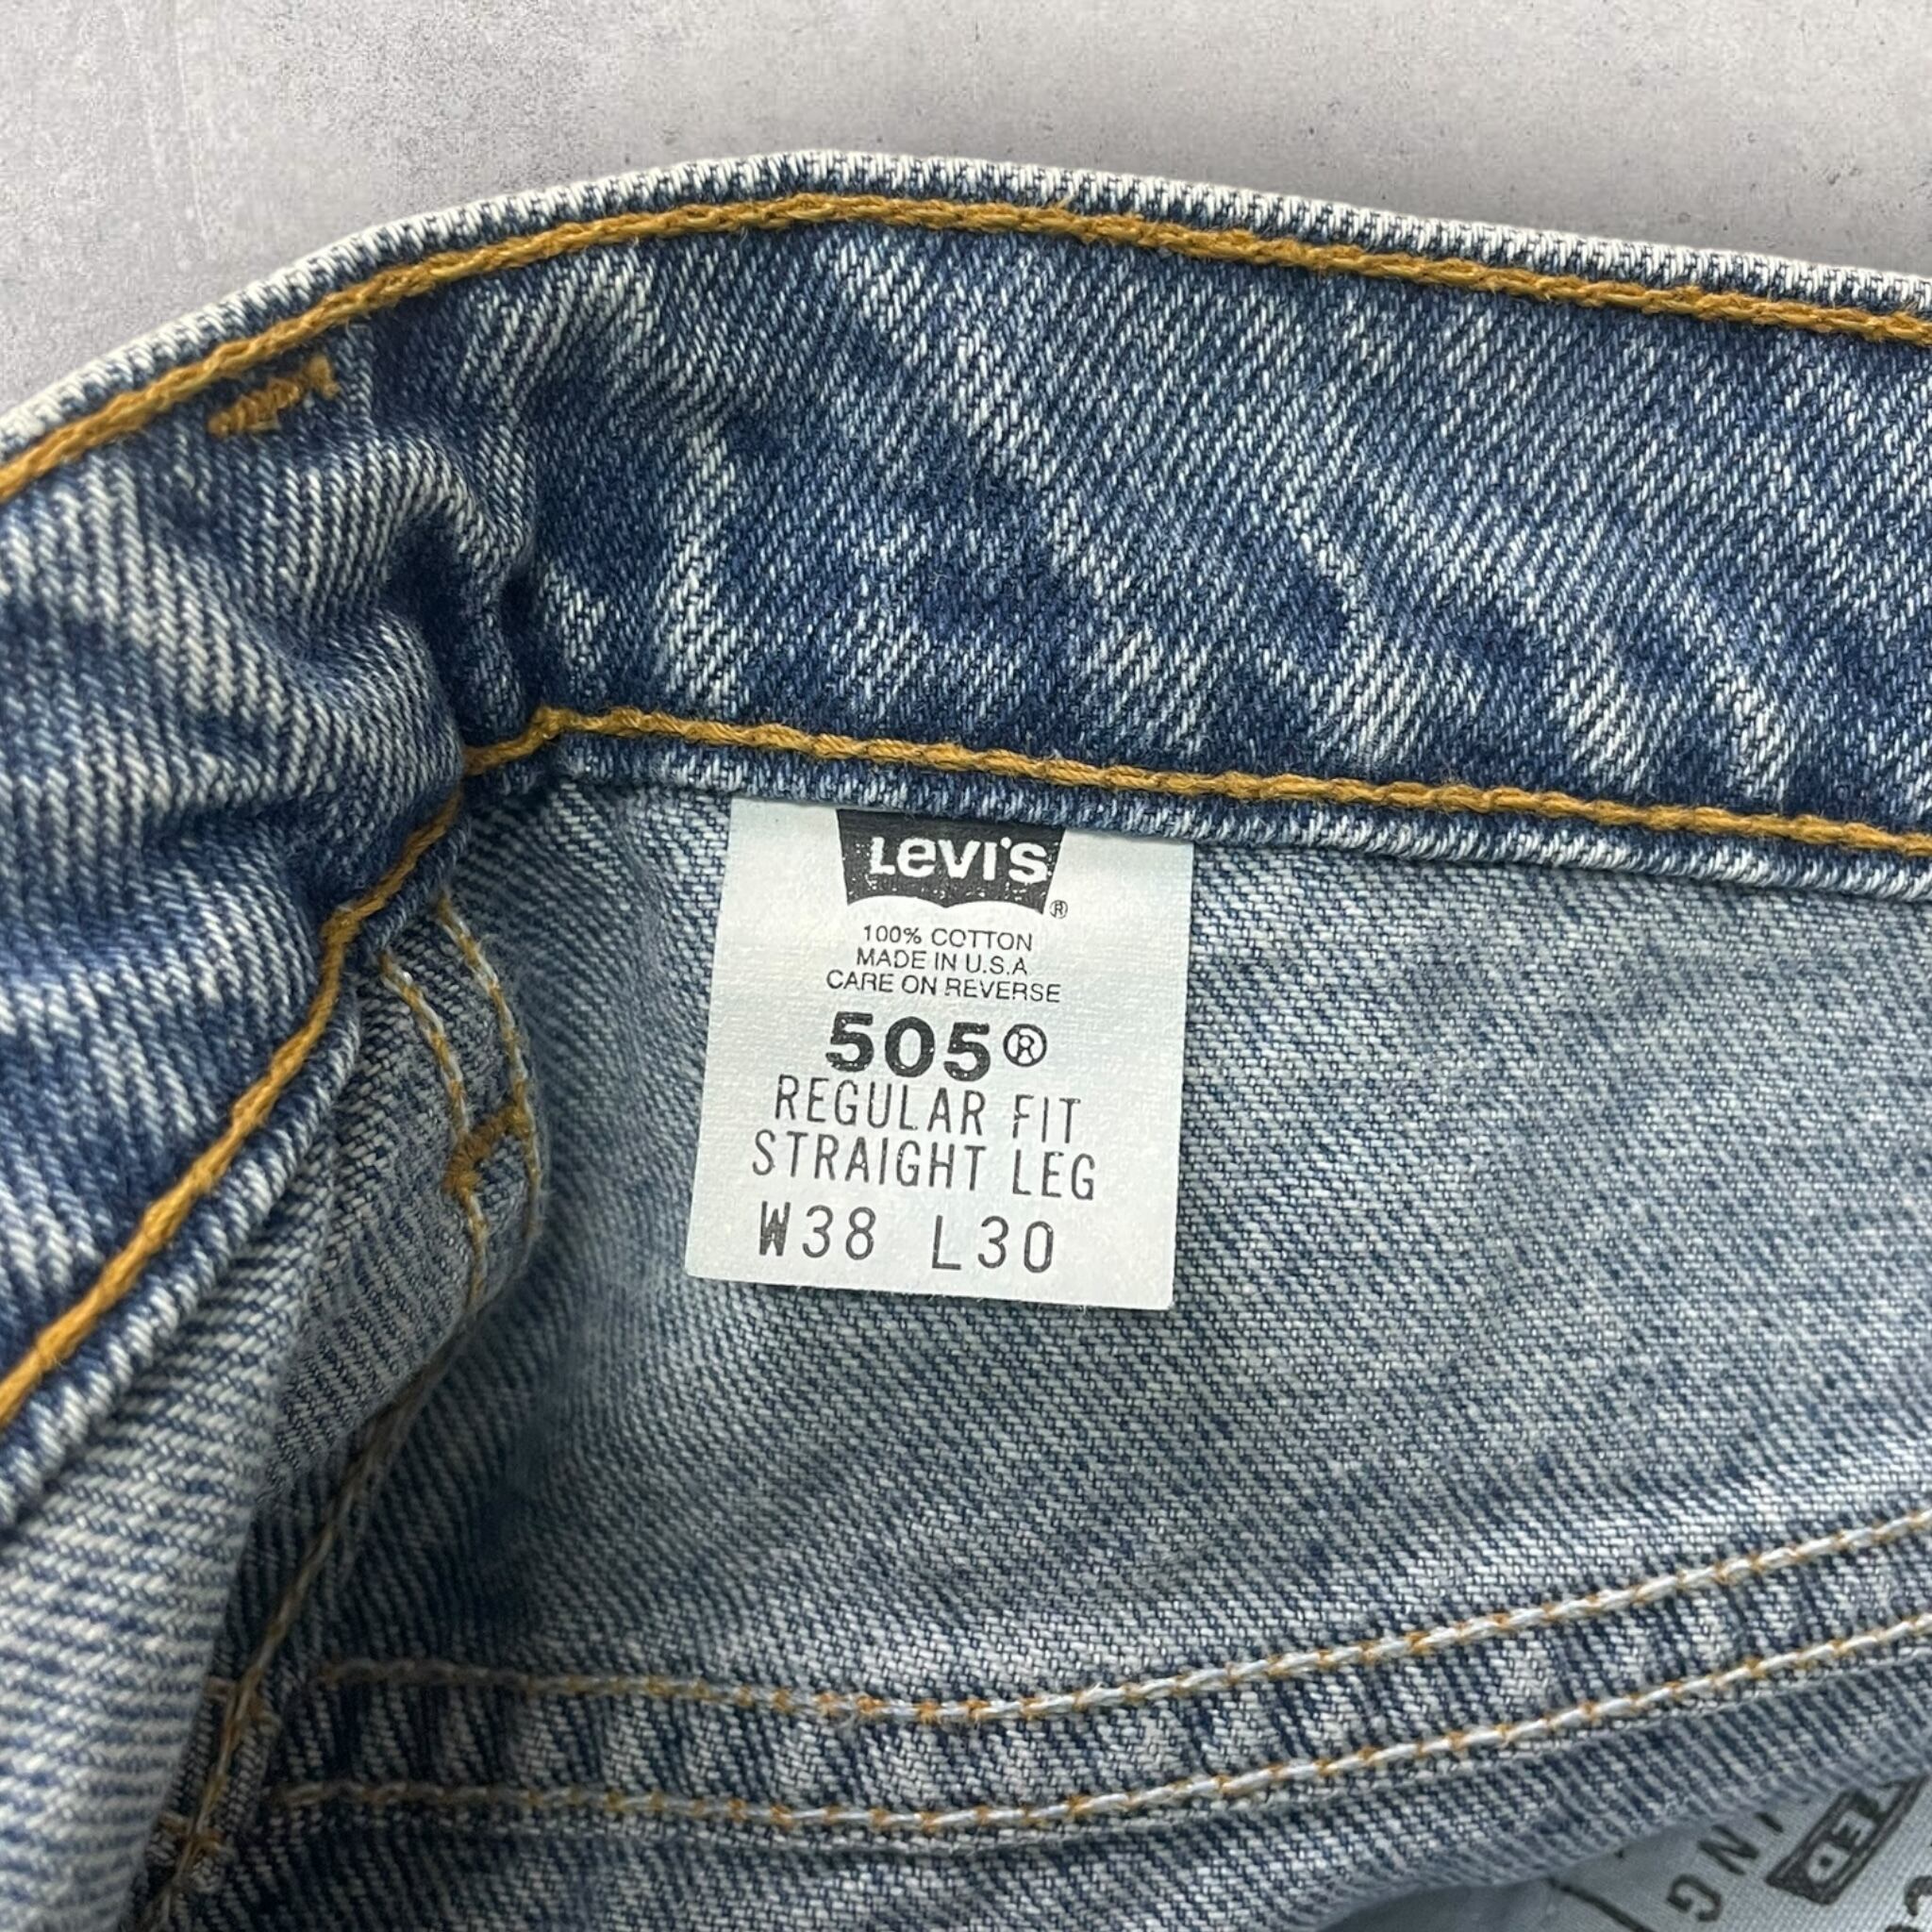 Levi's®
100% COTTON
MADE IN U.S.A
CARE ON REVERSE
505®
REGULAR FIT
STRAIGHT LEG
W38 L30